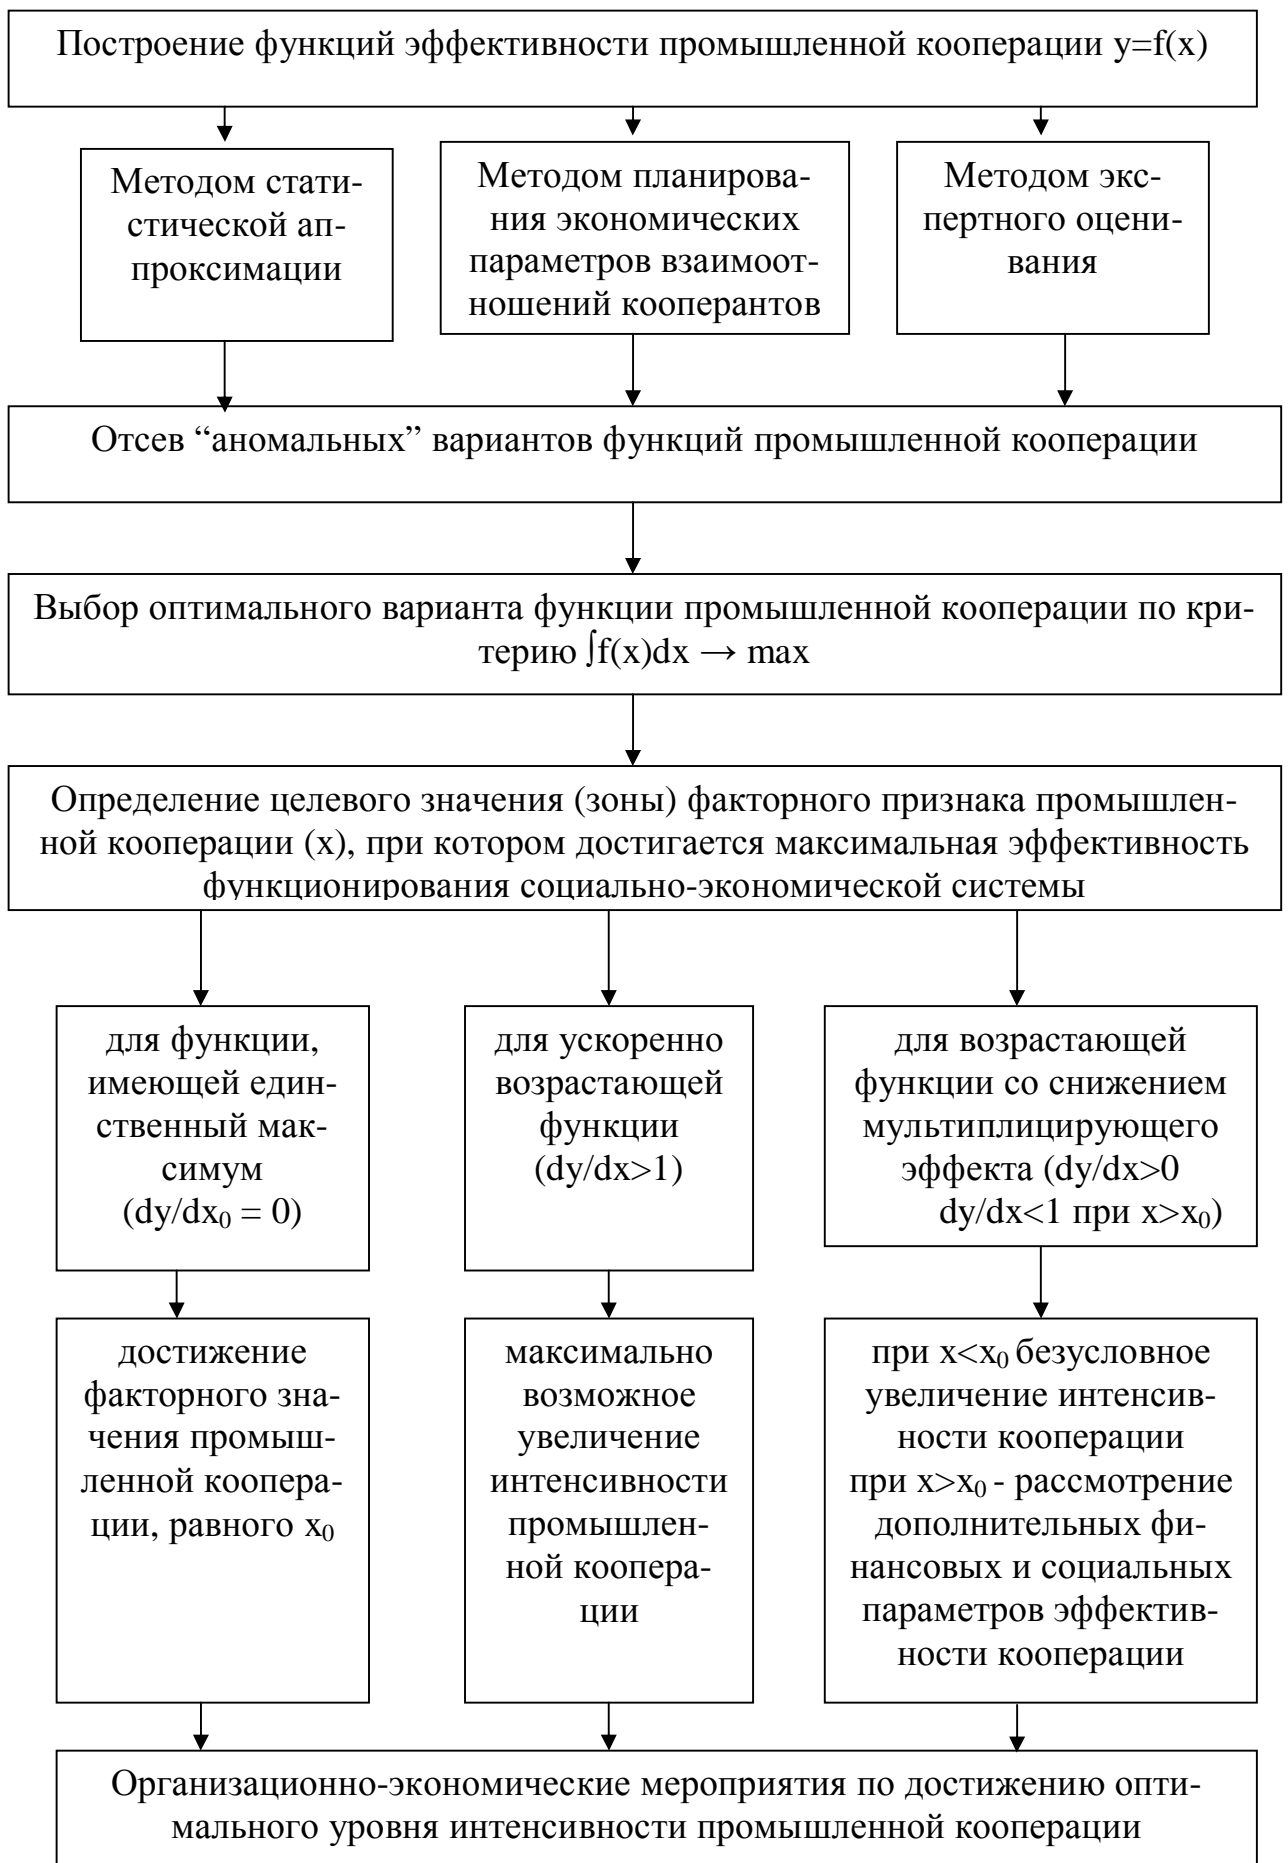 Построение функций эффективности промышленной кооперации y=f(x)
Методом стати-
стической ап-
проксимации
Методом планирова-
ния экономических
параметров взаимоот-
ношений кооперантов
Методом экс-
пертного оцени-
вания
Отсев “аномальных” вариантов функций промышленной кооперации
Выбор оптимального варианта функции промышленной кооперации по кри-
терию ∫f(x)dx → max
Определение целевого значения (зоны) факторного признака промышлен-
ной кооперации (х), при котором достигается максимальная эффективность
функционирования социально-экономической системы
для функции,
имеющей един-
ственный мак-
симум
(dy/dx₀ = 0)
для ускоренно
возрастающей
функции
(dy/dx>1)
для возрастающей
функции со снижением
мультиплицирующего
эффекта (dy/dx>0
dy/dx<1 при x>x₀)
достижение
факторного зна-
чения промыш-
ленной коопера-
ции, равного x₀
максимально
возможное
увеличение
интенсивности
промышлен-
ной коопера-
ции
при x<x₀ безусловное
увеличение интенсив-
ности кооперации
при x>x₀ - рассмотрение
дополнительных фи-
нансовых и социальных
параметров эффектив-
ности кооперации
Организационно-экономические мероприятия по достижению опти-
мального уровня интенсивности промышленной кооперации